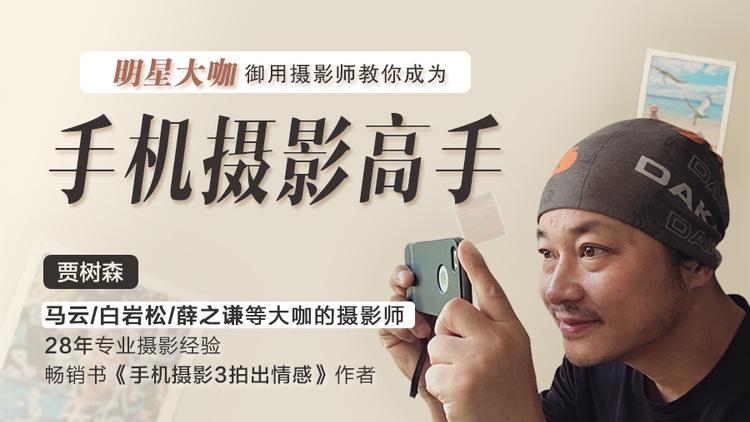 明星大咖御用摄影师教你成为
手机摄影高手
贾树森
马云/白岩松/薛之谦等大咖的摄影师
28年专业摄影经验
畅销书《手机摄影3拍出情感》作者
DAK